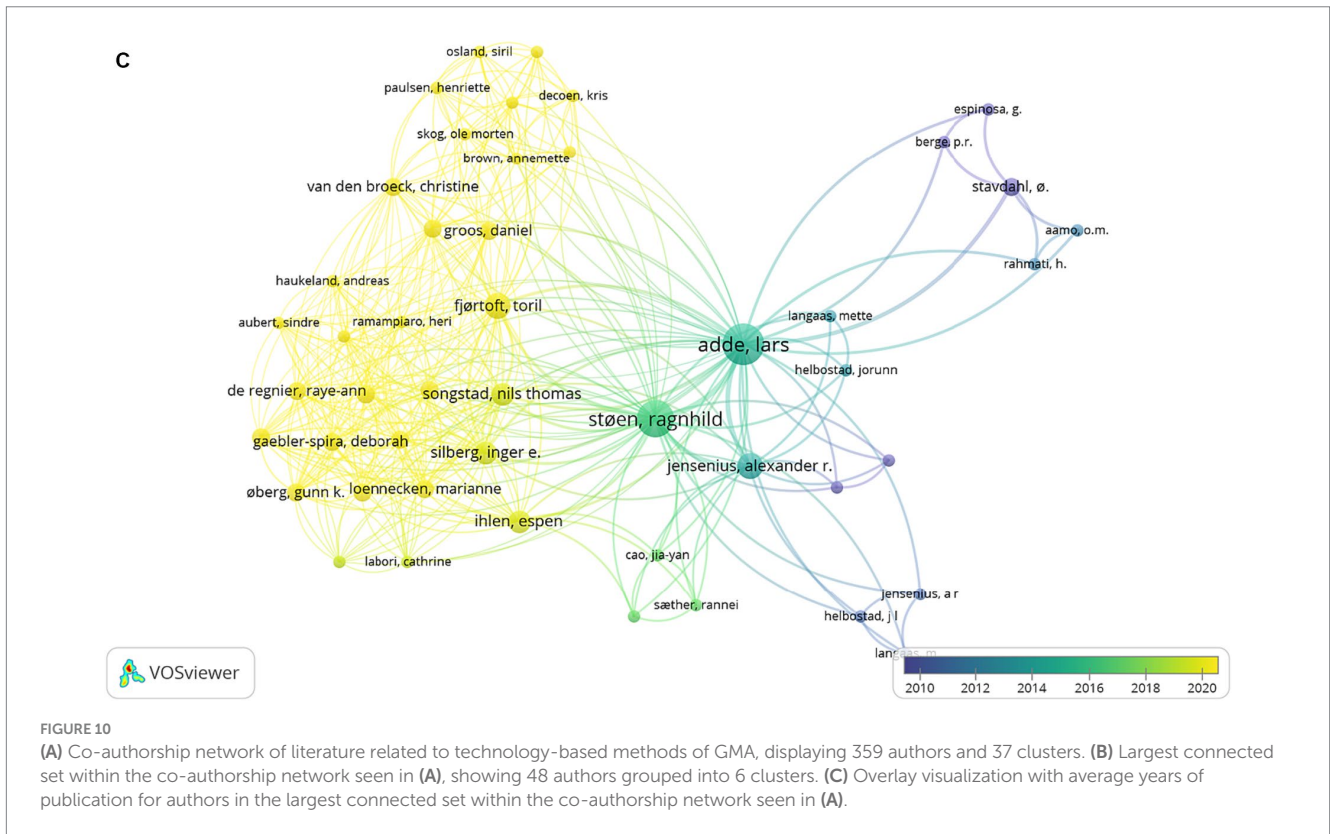 C
osland, siril
paulsen, henriette
decoen, kris
skog, ole morten
brown, annemette
van den broeck, christine
groos, daniel
haukeland, andreas
fjørtoft, toril
aubert, sindre
ramampiaro, heri
de regnier, raye-ann
songstad, nils thomas
gaebler-spira, deborah
silberg, inger e.
øberg, gunn k.
loennecken, marianne
ihlen, espen
labori, cathrine
espinosa, g.
berge, p.r.
stavdahl, ø.
aamo, o.m.
rahmati, h.
langaas, mette
adde, lars
helbostad, jorunn
støen, ragnhild
jensenius, alexander r.
cao, jia-yan
sæther, rannei
jensenius, a r
helbostad, j l
langaas, m
VOSviewer
2010 2012 2014 2016 2018 2020
FIGURE 10
(A) Co-authorship network of literature related to technology-based methods of GMA, displaying 359 authors and 37 clusters. (B) Largest connected
set within the co-authorship network seen in (A), showing 48 authors grouped into 6 clusters. (C) Overlay visualization with average years of
publication for authors in the largest connected set within the co-authorship network seen in (A).